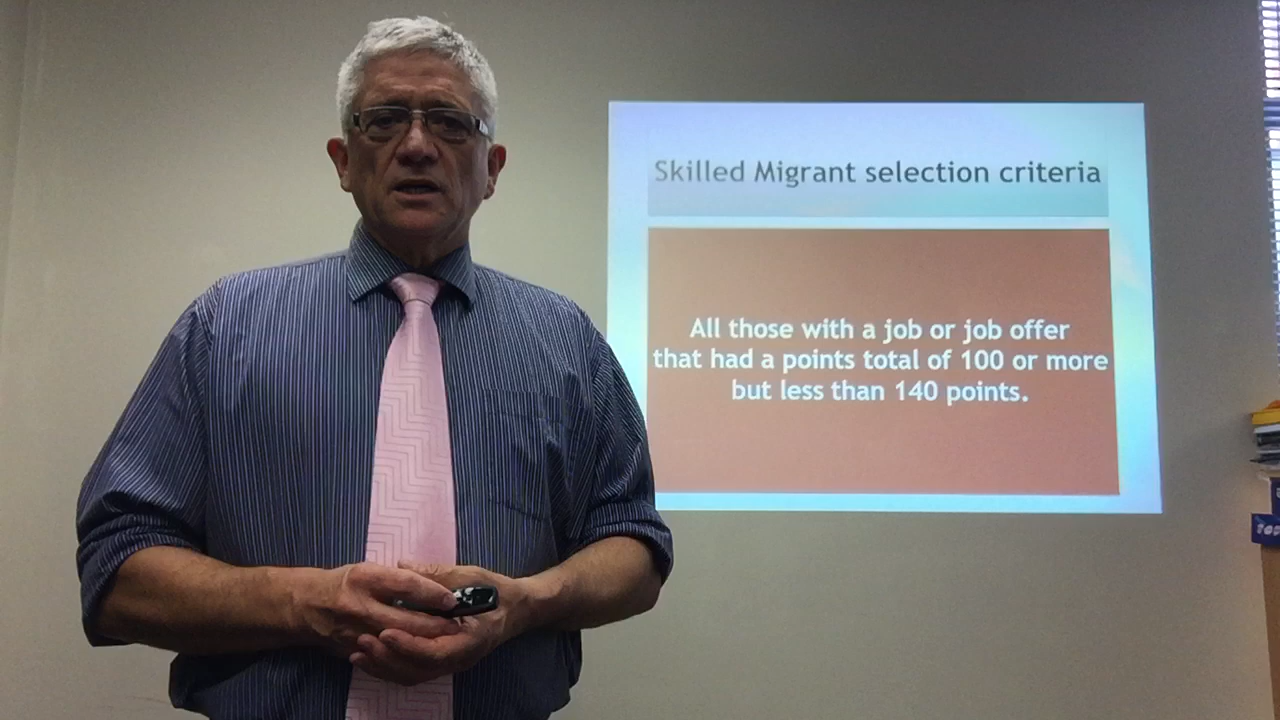 Skilled Migrant selection criteria
All those with a job or job offer
that had a points total of 100 or more
but less than 140 points.